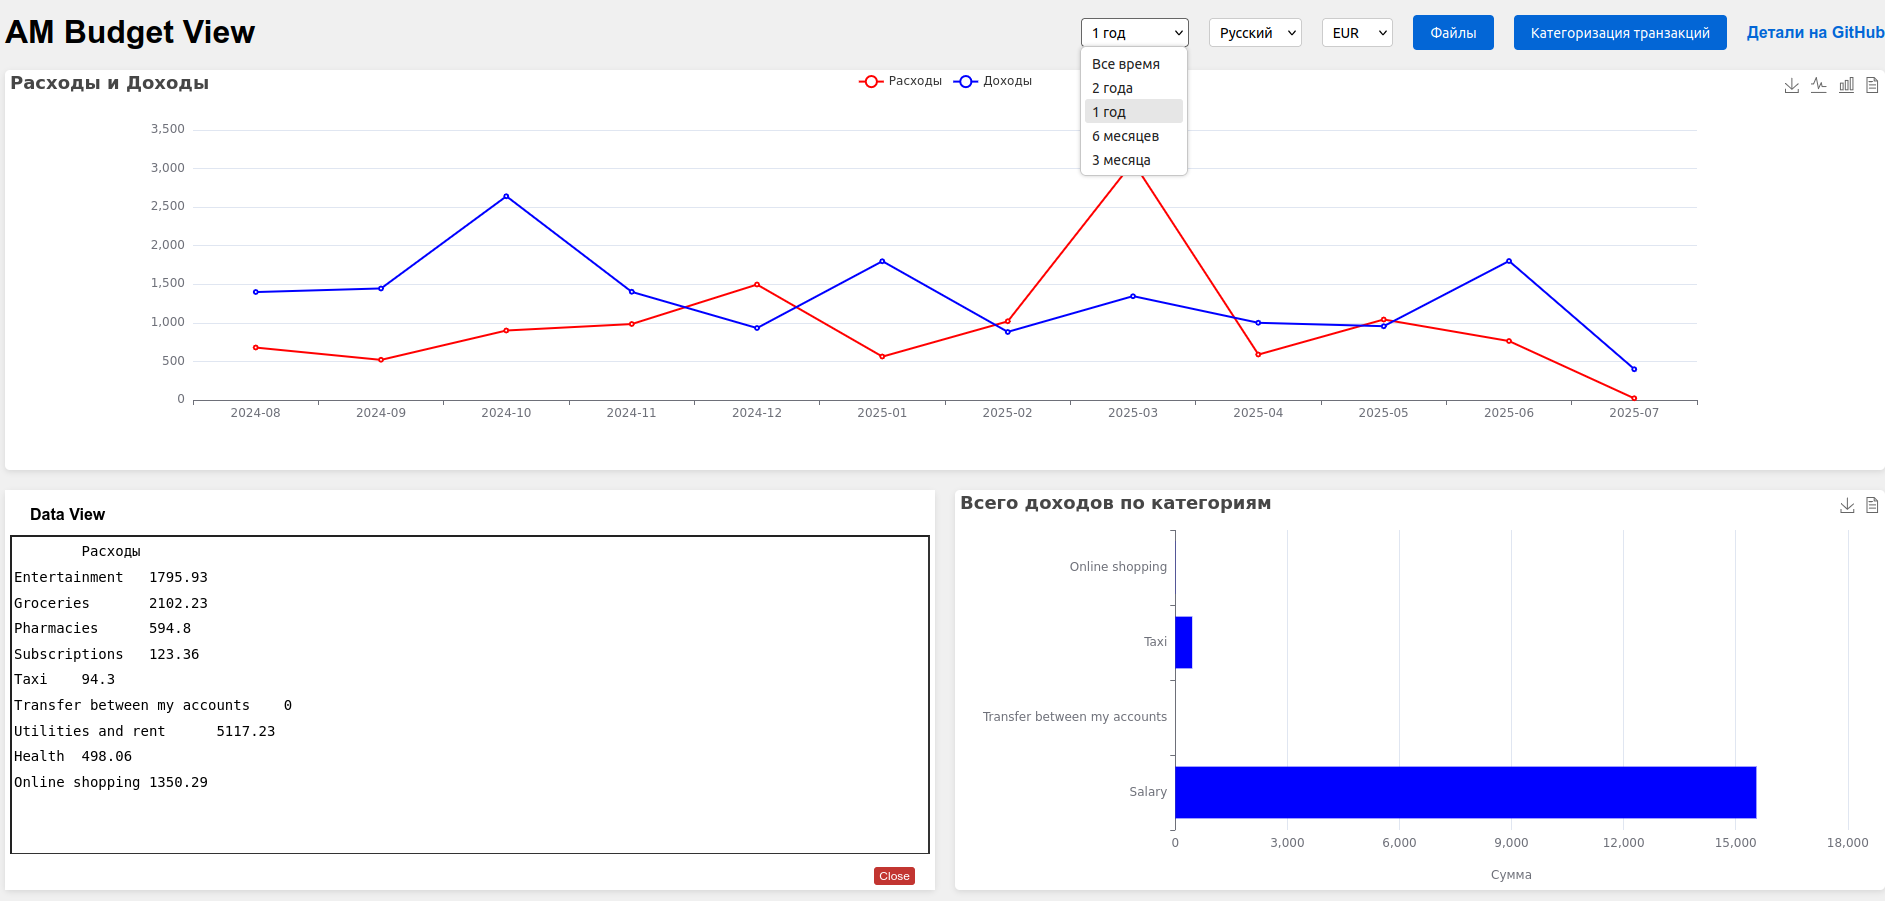 AM Budget View
1 год
Русский
EUR
Файлы
Категоризация транзакций
Детали на GitHub
Все время
2 года
1 год
6 месяцев
3 месяца
Расходы и Доходы
Расходы
Доходы
3,500
3,000
2,500
2,000
1,500
1,000
500
0
2024-08 2024-09 2024-10 2024-11 2024-12 2025-01 2025-02 2025-03 2025-04 2025-05 2025-06 2025-07
Data View
Расходы
Entertainment 1795.93
Groceries 2102.23
Pharmacies 594.8
Subscriptions 123.36
Taxi 94.3
Transfer between my accounts 0
Utilities and rent 5117.23
Health 498.06
Online shopping 1350.29
Close
Всего доходов по категориям
Online shopping
Taxi
Transfer between my accounts
Salary
0 3,000 6,000 9,000 12,000 15,000 18,000
Сумма